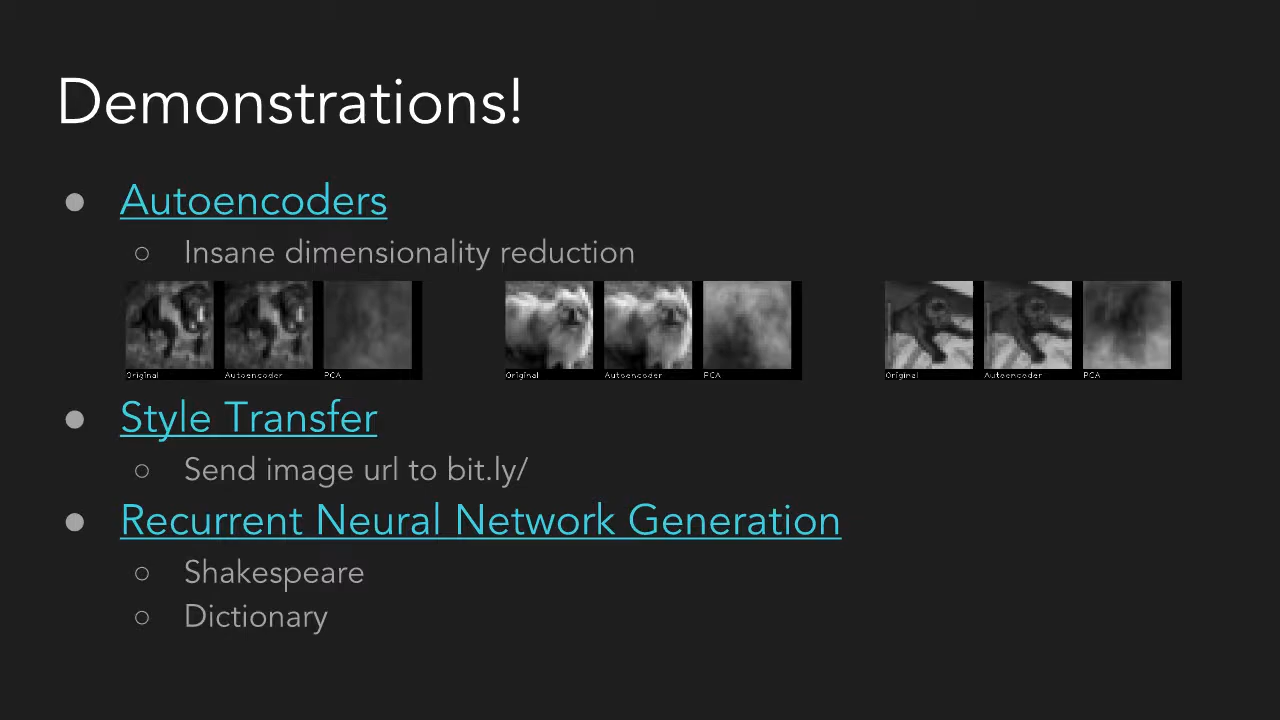 Demonstrations!
● Autoencoders
○ Insane dimensionality reduction
Original Autoencoder PCA Original Autoencoder PCA Original Autoencoder PCA
● Style Transfer
○ Send image url to bit.ly/
● Recurrent Neural Network Generation
○ Shakespeare
○ Dictionary